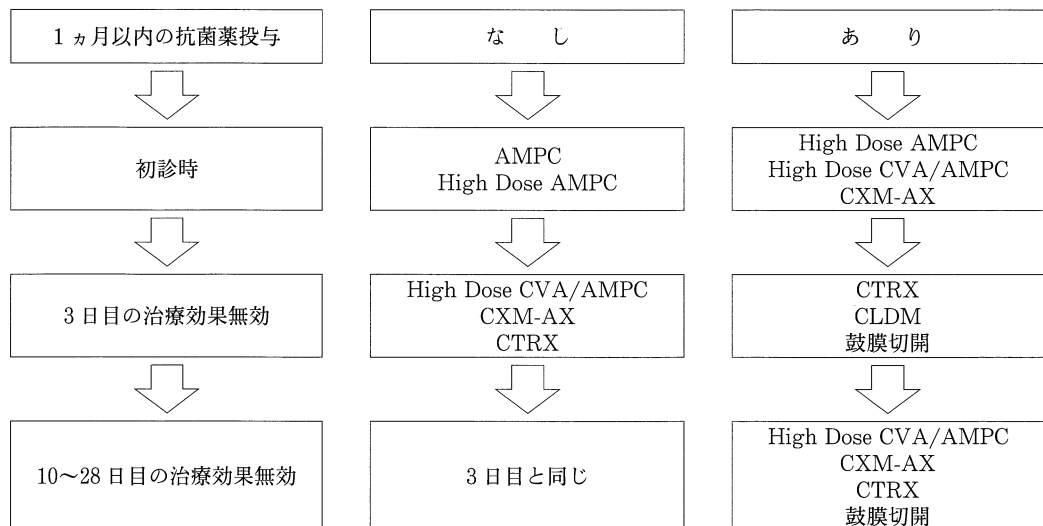 1ヵ月以内の抗菌薬投与
なし
あり
初診時
AMPC
High Dose AMPC
High Dose AMPC
High Dose CVA/AMPC
CXM-AX
3日目の治療効果無効
High Dose CVA/AMPC
CXM-AX
CTRX
CTRX
CLDM
鼓膜切開
10〜28日目の治療効果無効
3日目と同じ
High Dose CVA/AMPC
CXM-AX
CTRX
鼓膜切開